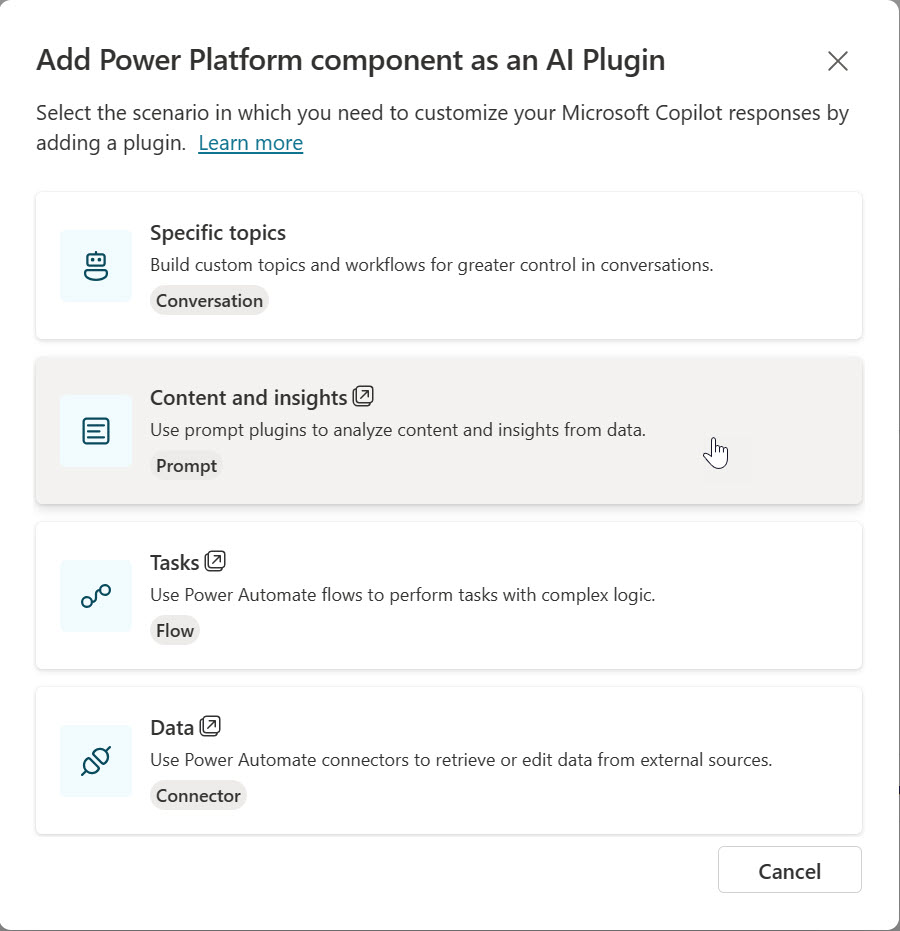 Add Power Platform component as an AI Plugin
Select the scenario in which you need to customize your Microsoft Copilot responses by
adding a plugin. Learn more
Specific topics
Build custom topics and workflows for greater control in conversations.
Conversation
Content and insights
Use prompt plugins to analyze content and insights from data.
Prompt
Tasks
Use Power Automate flows to perform tasks with complex logic.
Flow
Data
Use Power Automate connectors to retrieve or edit data from external sources.
Connector
Cancel